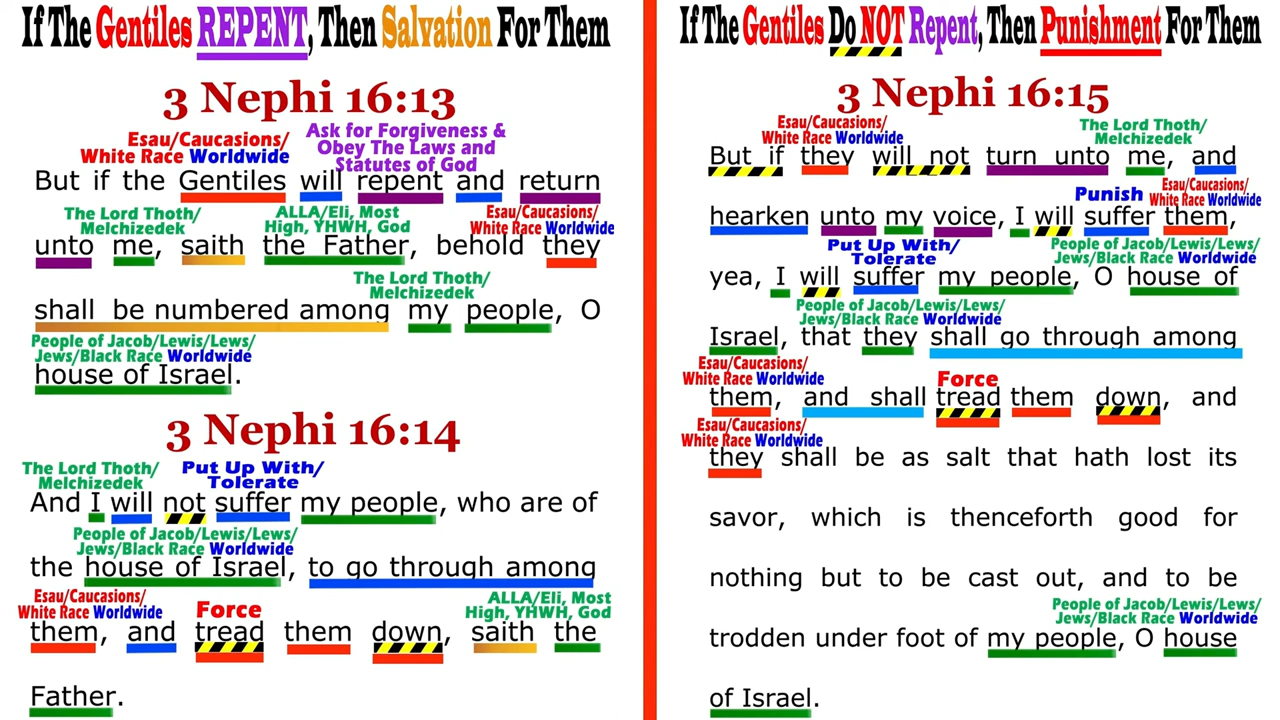 If The Gentiles REPENT, Then Salvation For Them
3 Nephi 16:13
Esau/Caucasions/
White Race Worldwide
Ask for Forgiveness &
Obey The Laws and
Statutes of God
But if the Gentiles will repent and return
The Lord Thoth/
Melchizedek
ALLA/Eli, Most
High, YHWH, God
Esau/Caucasions/
White Race Worldwide
unto me, saith the Father, behold they
The Lord Thoth/
Melchizedek
shall be numbered among my people, O
People of Jacob/Lewis/Lews/
Jews/Black Race Worldwide
house of Israel.
3 Nephi 16:14
The Lord Thoth/
Melchizedek
Put Up With/
Tolerate
And I will not suffer my people, who are of
People of Jacob/Lewis/Lews/
Jews/Black Race Worldwide
the house of Israel, to go through among
Esau/Caucasions/
White Race Worldwide
Force
ALLA/Eli, Most
High, YHWH, God
them, and tread them down, saith the
Father.
If The Gentiles Do NOT Repent, Then Punishment For Them
3 Nephi 16:15
Esau/Caucasions/
White Race Worldwide
The Lord Thoth/
Melchizedek
But if they will not turn unto me, and
Punish
Esau/Caucasions/
White Race Worldwide
hearken unto my voice, I will suffer them,
Put Up With/
Tolerate
People of Jacob/Lewis/Lews/
Jews/Black Race Worldwide
yea, I will suffer my people, O house of
People of Jacob/Lewis/Lews/
Jews/Black Race Worldwide
Israel, that they shall go through among
Esau/Caucasions/
White Race Worldwide
Force
them, and shall tread them down, and
Esau/Caucasions/
White Race Worldwide
they shall be as salt that hath lost its
savor, which is thenceforth good for
nothing but to be cast out, and to be
People of Jacob/Lewis/Lews/
Jews/Black Race Worldwide
trodden under foot of my people, O house
of Israel.